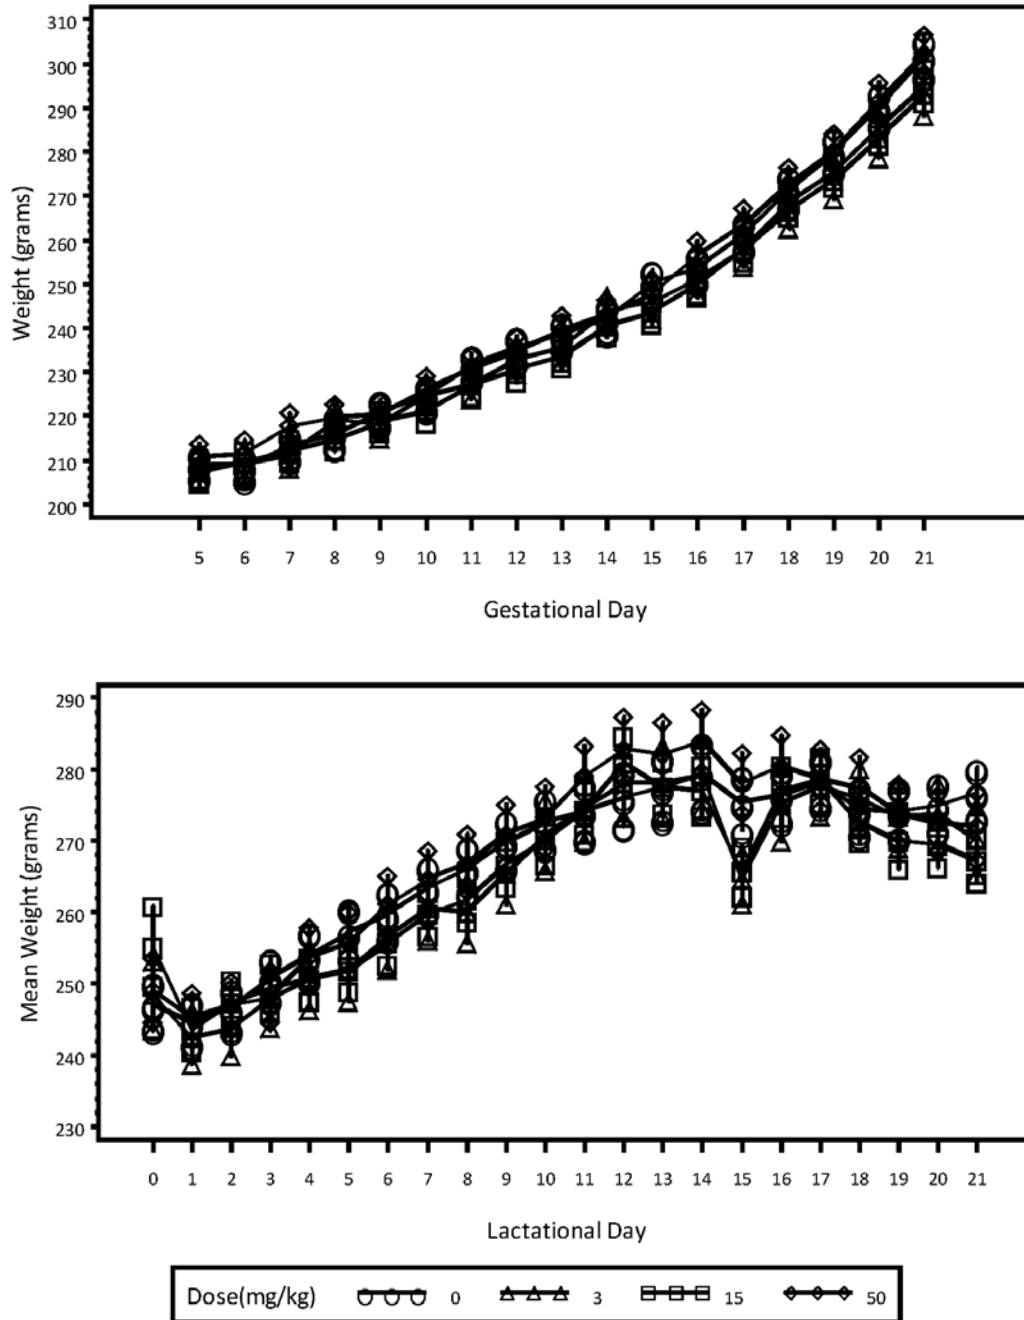 310
300
290
280
270
260
250
240
230
220
210
200
Weight (grams)
5 6 7 8 9 10 11 12 13 14 15 16 17 18 19 20 21
Gestational Day
290
280
270
260
250
240
230
Mean Weight (grams)
0 1 2 3 4 5 6 7 8 9 10 11 12 13 14 15 16 17 18 19 20 21
Lactational Day
Dose(mg/kg) 0 3 15 50